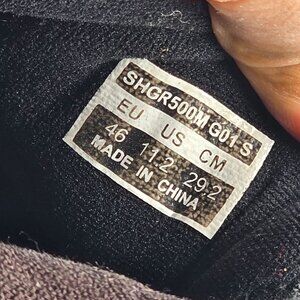 SHGR500M G01 S
EU US CM
46 11.2 29.2
MADE IN CHINA